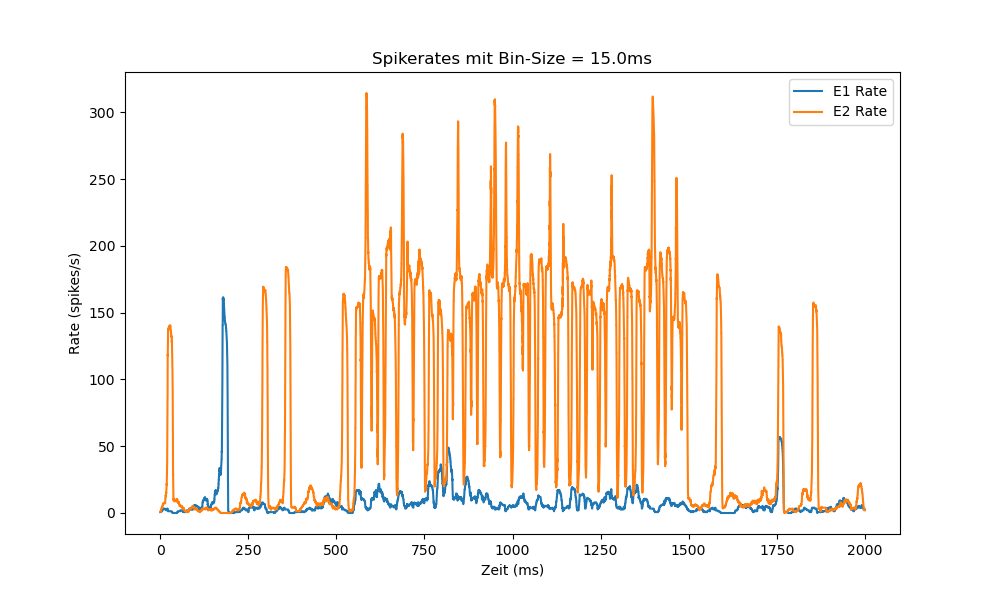 Spikerates mit Bin-Size = 15.0ms
E1 Rate
E2 Rate
300
250
200
150
100
50
0
Rate (spikes/s)
0 250 500 750 1000 1250 1500 1750 2000
Zeit (ms)